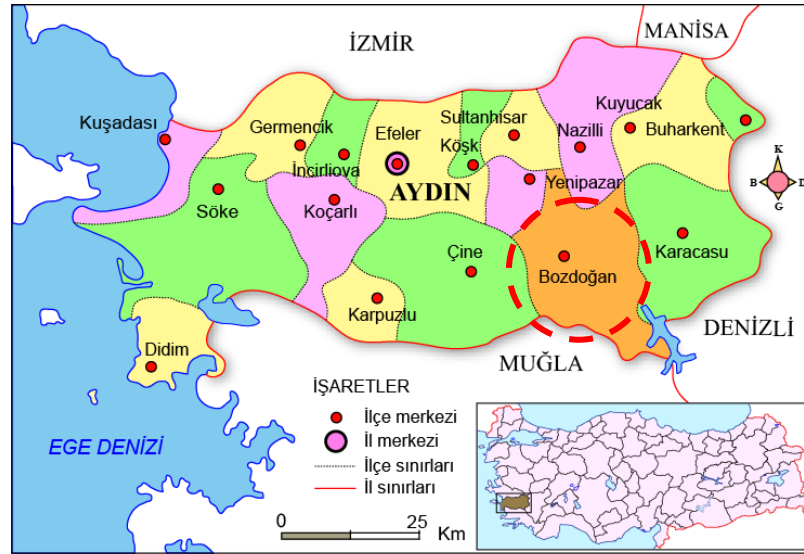 İZMİR
MANİSA
Kuşadası
Germencik
Efeler
Sultanhisar
Kuyucak
İncirliova
Köşk
Nazilli
Buharkent
AYDIN
Yenipazar
K
B D
G
Söke
Koçarlı
Çine
Bozdoğan
Karacasu
Karpuzlu
Didim
MUĞLA
DENİZLİ
EGE DENİZİ
İŞARETLER
İlçe merkezi
İl merkezi
İlçe sınırları
İl sınırları
0 25 Km